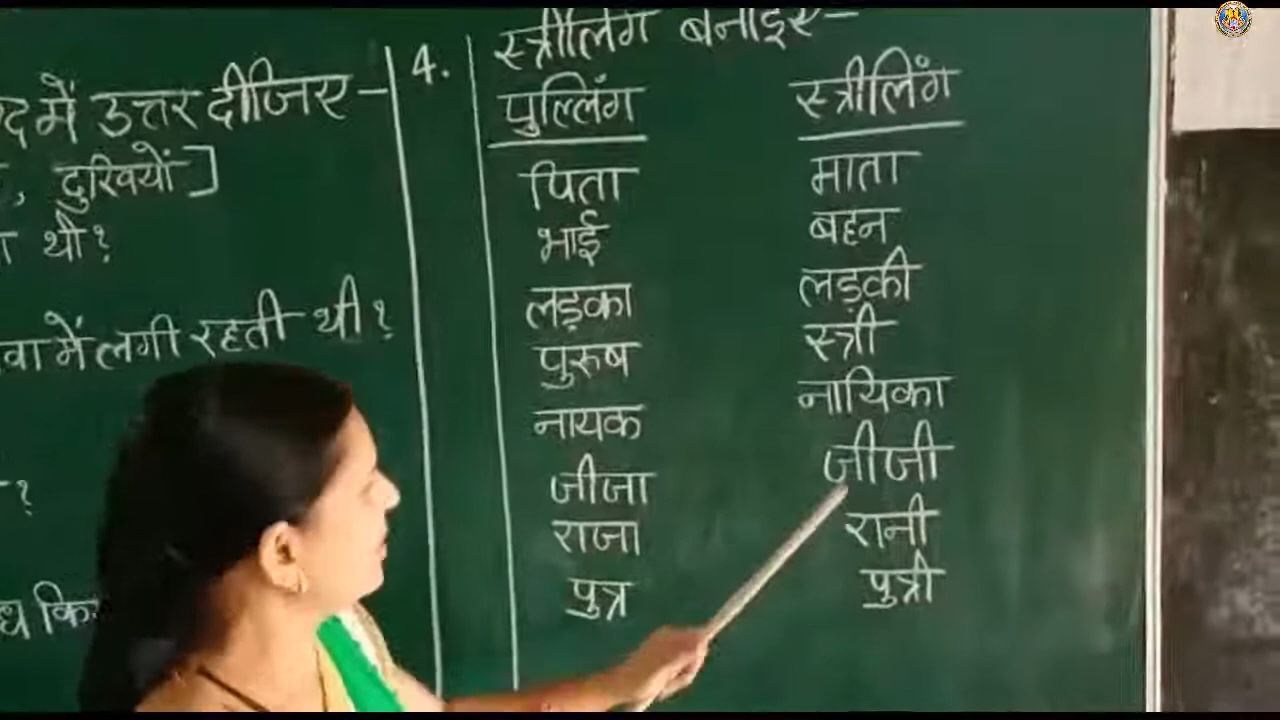 में उत्तर दीजिए-
, दुखियों]
थी?
में लगी रहती थी?
?
4. स्त्रीलिंग बनाइए-
पुल्लिंग स्त्रीलिंग
पिता माता
भाई बहन
लड़का लड़की
पुरुष स्त्री
नायक नायिका
जीजा जीजी
राजा रानी
पुत्र पुत्री